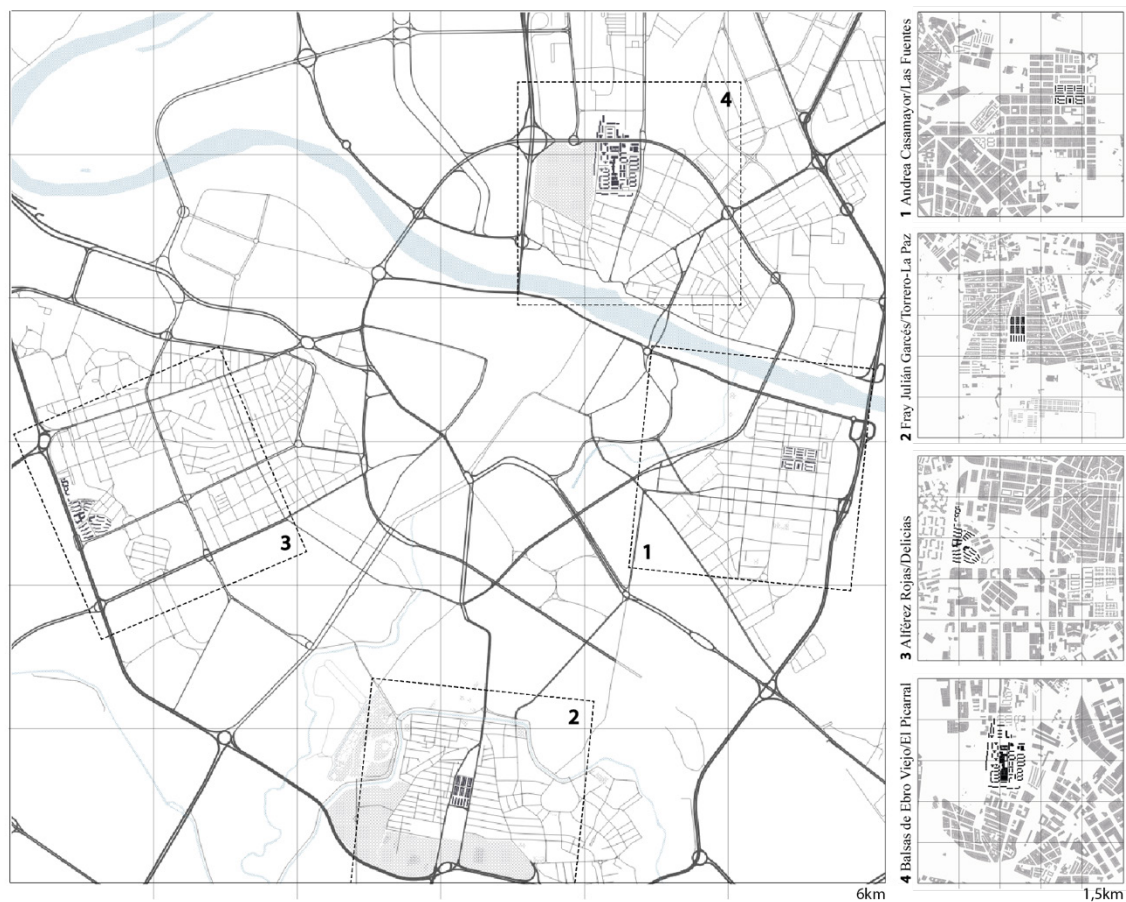 4
3
1
2
6km
1 Andrea Casamayor/Las Fuentes
2 Fray Julián Garcés/Torrero-La Paz
3 Alférez Rojas/Delicias
4 Balsas de Ebro Viejo/El Picarral
1,5km